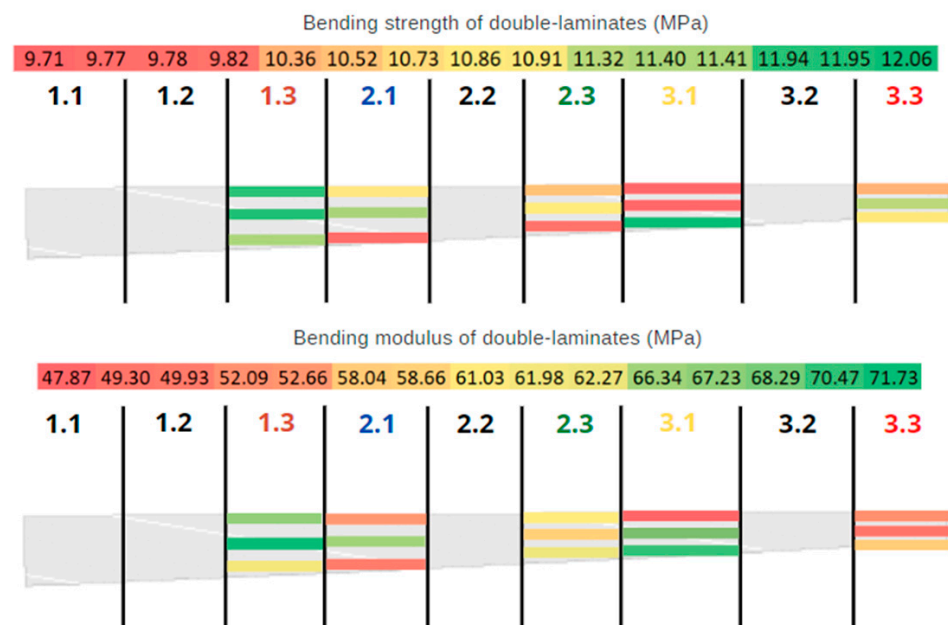 Bending strength of double-laminates (MPa)
9.71 9.77 9.78 9.82 10.36 10.52 10.73 10.86 10.91 11.32 11.40 11.41 11.94 11.95 12.06
1.1 1.2 1.3 2.1 2.2 2.3 3.1 3.2 3.3
Bending modulus of double-laminates (MPa)
47.87 49.30 49.93 52.09 52.66 58.04 58.66 61.03 61.98 62.27 66.34 67.23 68.29 70.47 71.73
1.1 1.2 1.3 2.1 2.2 2.3 3.1 3.2 3.3